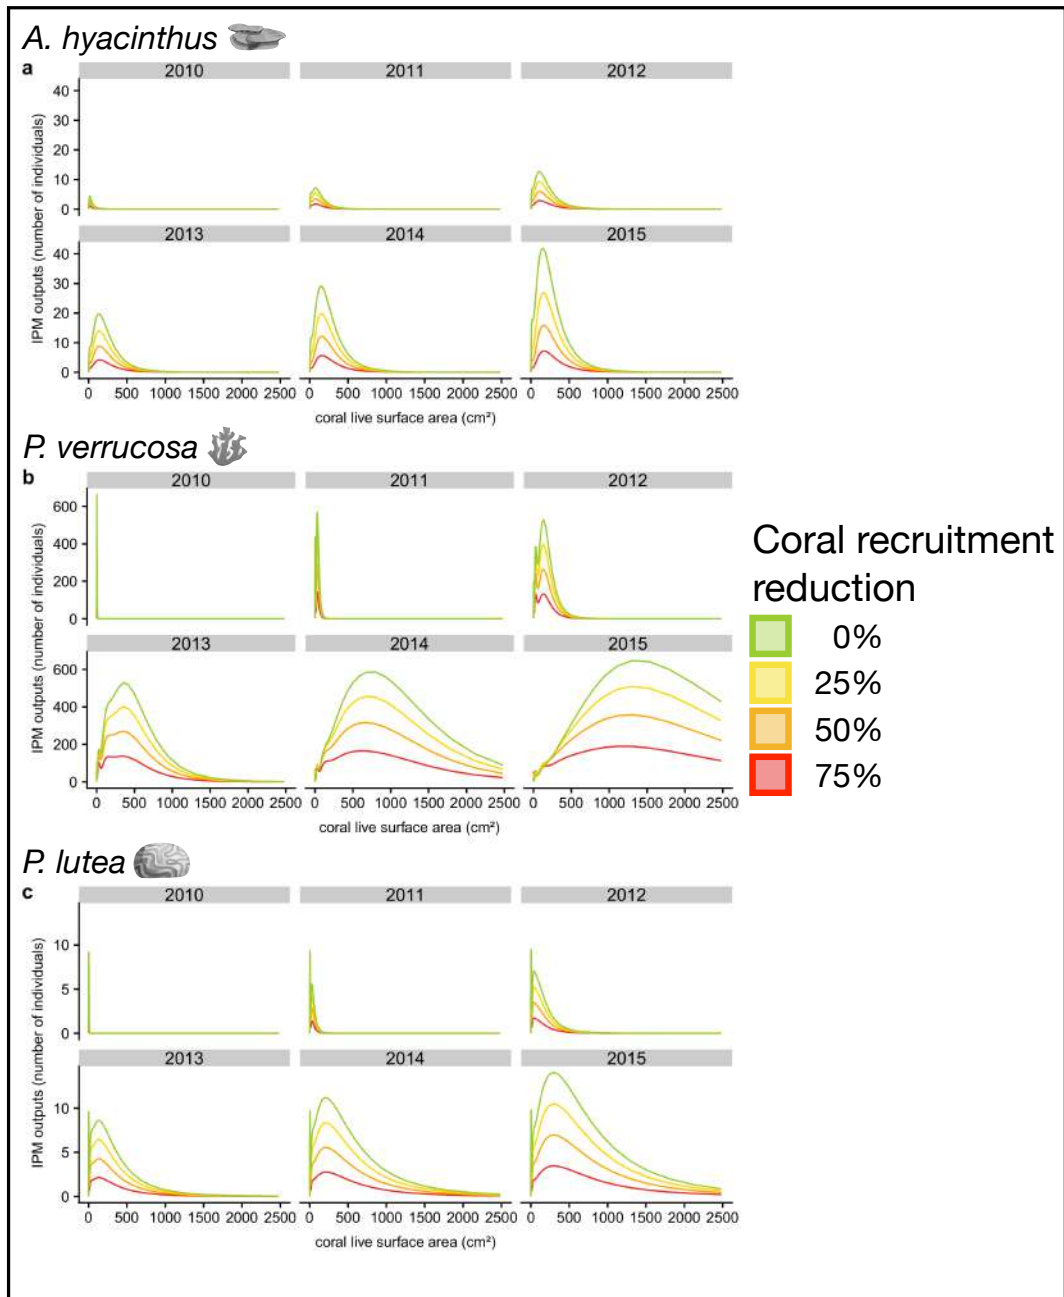 A. hyacinthus
a
2010 2011 2012
IPM outputs (number of individuals)
40
30
20
10
0
2013 2014 2015
40
30
20
10
0
0 500 1000 1500 2000 2500 0 500 1000 1500 2000 2500 0 500 1000 1500 2000 2500
coral live surface area (cm²)
P. verrucosa
b
2010 2011 2012
IPM outputs (number of individuals)
600
400
200
0
2013 2014 2015
600
400
200
0
0 500 1000 1500 2000 2500 0 500 1000 1500 2000 2500 0 500 1000 1500 2000 2500
coral live surface area (cm²)
Coral recruitment
reduction
0%
25%
50%
75%
P. lutea
c
2010 2011 2012
IPM outputs (number of individuals)
10
5
0
2013 2014 2015
10
5
0
0 500 1000 1500 2000 2500 0 500 1000 1500 2000 2500 0 500 1000 1500 2000 2500
coral live surface area (cm²)